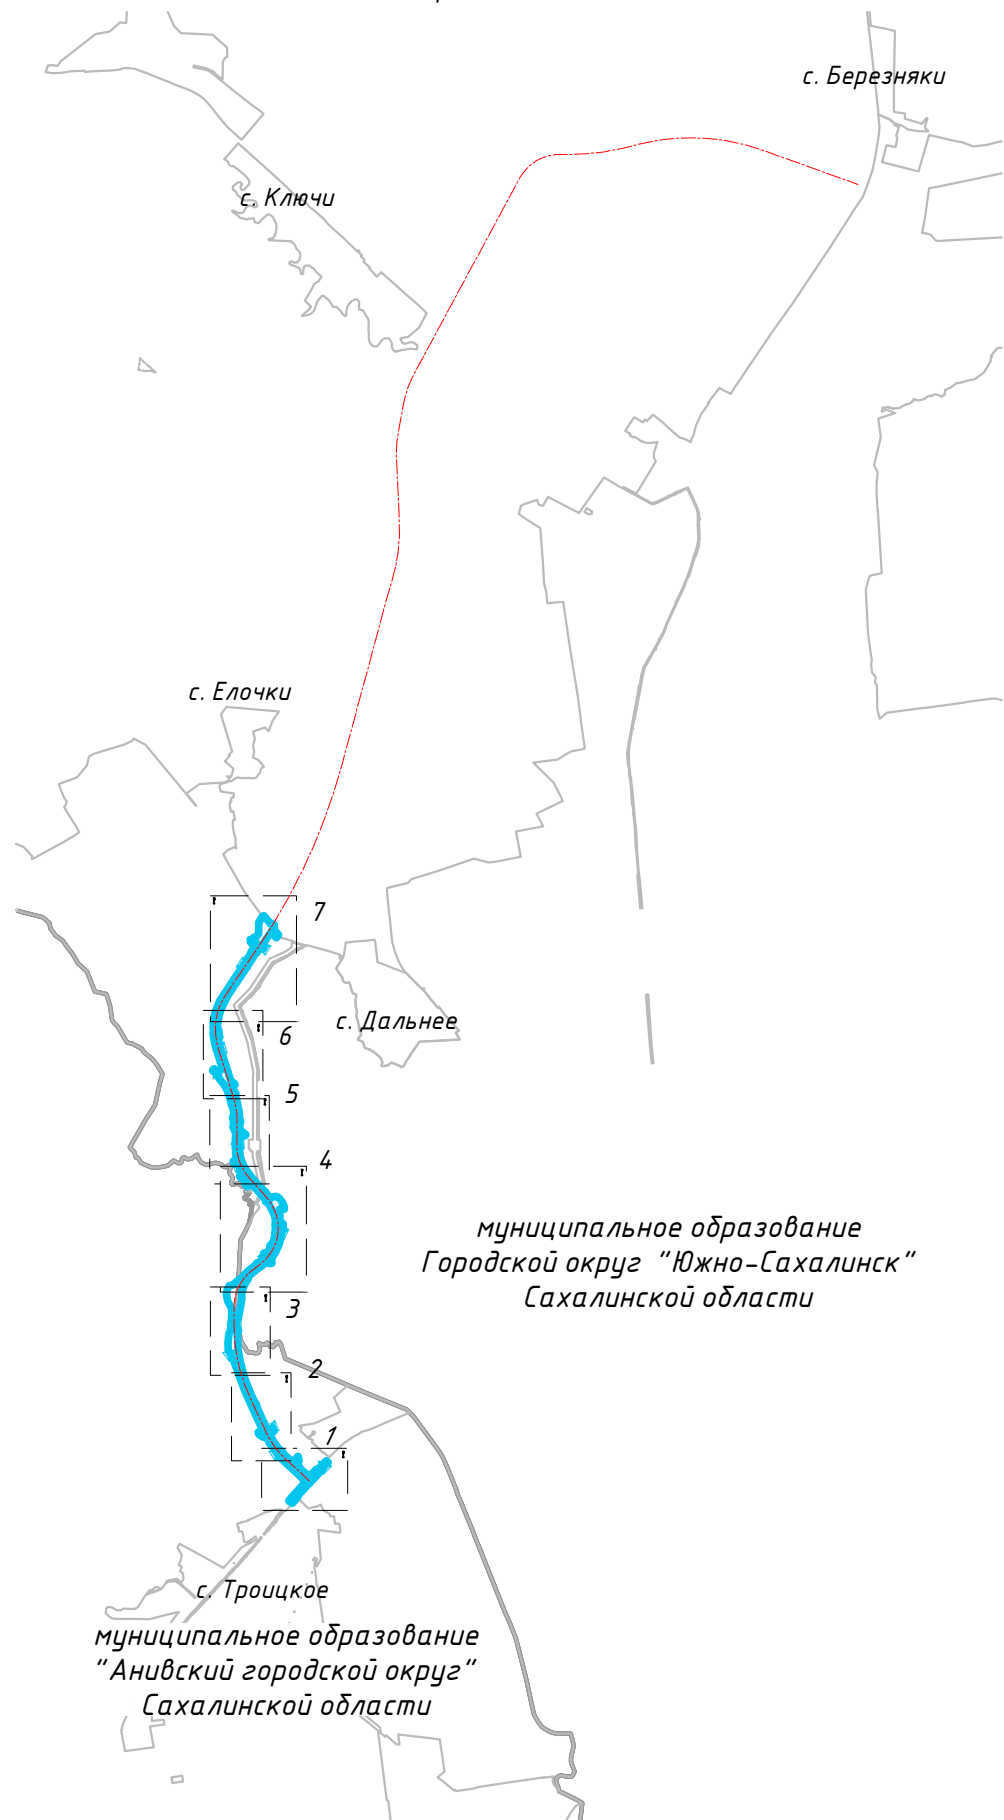 с. Березняки
с. Ключи
с. Елочки
7
с. Дальнее
6
5
4
муниципальное образование
Городской округ "Южно-Сахалинск"
Сахалинской области
3
2
1
с. Троицкое
муниципальное образование
"Анивский городской округ"
Сахалинской области